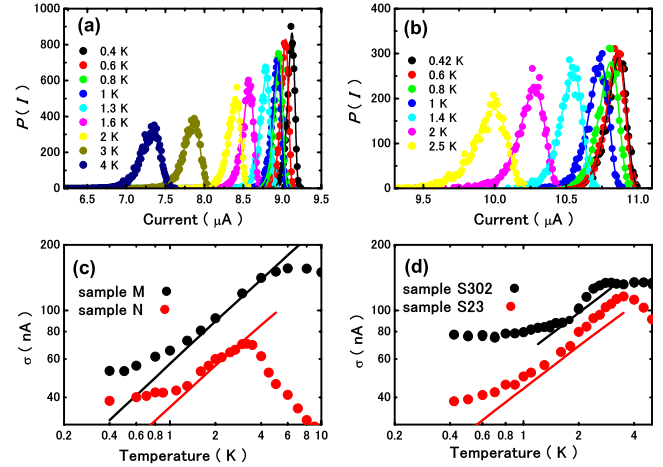 (a)
P(I)
1000
800
600
400
200
0
0.4 K
0.6 K
0.8 K
1 K
1.3 K
1.6 K
2 K
3 K
4 K
6.5 7.0 7.5 8.0 8.5 9.0 9.5
Current ( μA )
(b)
P(I)
400
300
200
100
0
0.42 K
0.6 K
0.8 K
1 K
1.4 K
2 K
2.5 K
9.5 10.0 10.5 11.0
Current ( μA )
(c)
σ ( nA )
200
100
80
60
40
sample M
sample N
0.2 0.4 0.6 0.8 1 2 4 6 8 10
Temperature ( K )
(d)
σ ( nA )
200
100
80
60
40
sample S302
sample S23
0.2 0.4 0.6 0.8 1 2 4
Temperature ( K )